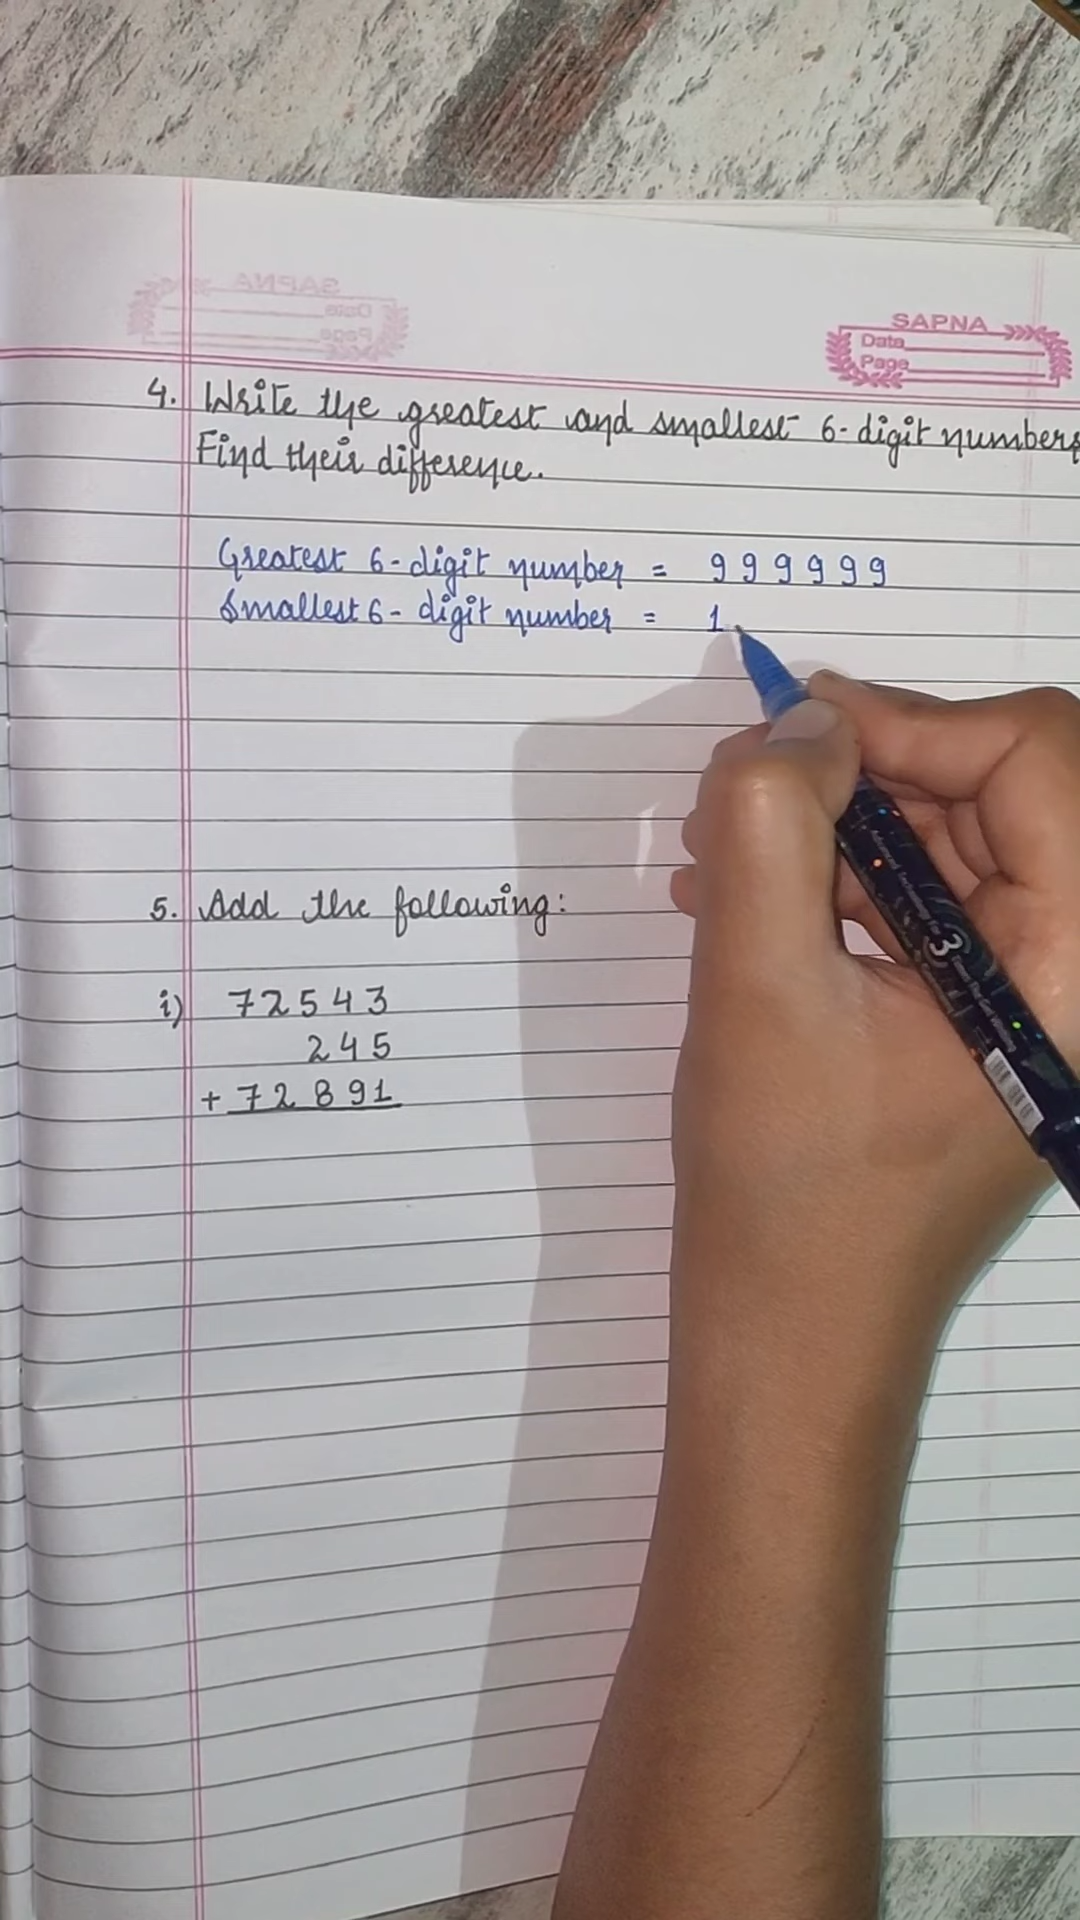 SAPNA
Date
Page
4. Write the greatest and smallest 6-digit numbers
Find their difference.
Greatest 6-digit number = 999999
Smallest 6-digit number = 1
5. Add the following:
i) 72543
245
+ 72891
3